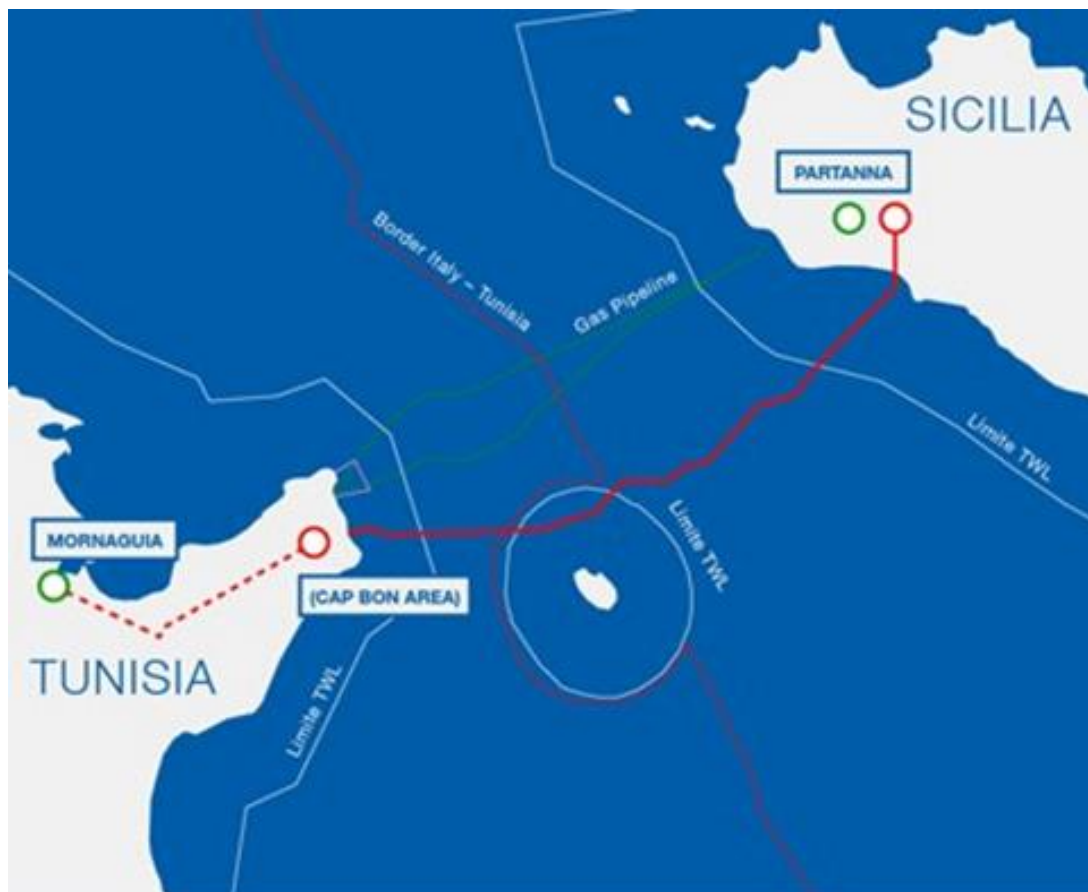 SICILIA
PARTANNA
Border Italy – Tunisia
Gas Pipeline
Limite TWL
Limite TWL
MORNAGUIA
(CAP BON AREA)
TUNISIA
Limite TWL